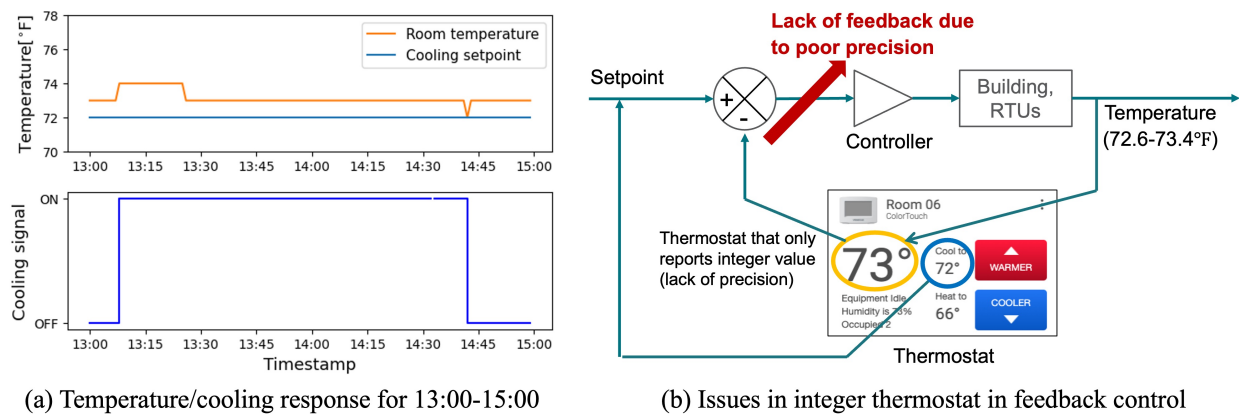 78
76
74
72
70
Temperature[°F]
Room temperature
Cooling setpoint
13:00 13:15 13:30 13:45 14:00 14:15 14:30 14:45 15:00
ON
OFF
Cooling signal
13:00 13:15 13:30 13:45 14:00 14:15 14:30 14:45 15:00
Timestamp
(a) Temperature/cooling response for 13:00-15:00
Lack of feedback due
to poor precision
Setpoint
+
-
Controller
Building,
RTUs
Temperature
(72.6-73.4°F)
Thermostat that only
reports integer value
(lack of precision)
Room 06
ColorTouch
73°
Cool to
72°
WARMER
Equipment Idle
Humidity is 73%
Occupied 2
Heat to
66°
COOLER
Thermostat
(b) Issues in integer thermostat in feedback control